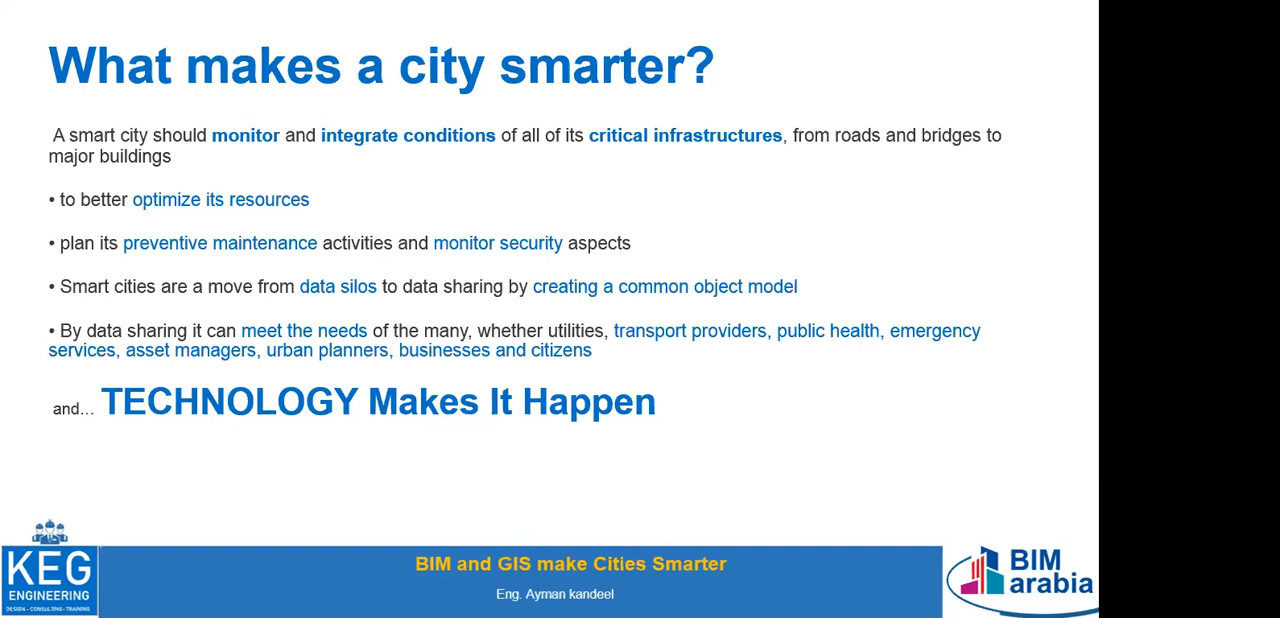 What makes a city smarter?
A smart city should monitor and integrate conditions of all of its critical infrastructures, from roads and bridges to
major buildings
• to better optimize its resources
• plan its preventive maintenance activities and monitor security aspects
• Smart cities are a move from data silos to data sharing by creating a common object model
• By data sharing it can meet the needs of the many, whether utilities, transport providers, public health, emergency
services, asset managers, urban planners, businesses and citizens
and... TECHNOLOGY Makes It Happen
KEG
ENGINEERING
DESIGN - CONSULTING - TRAINING
BIM and GIS make Cities Smarter
Eng. Ayman kandeel
BIM
arabia